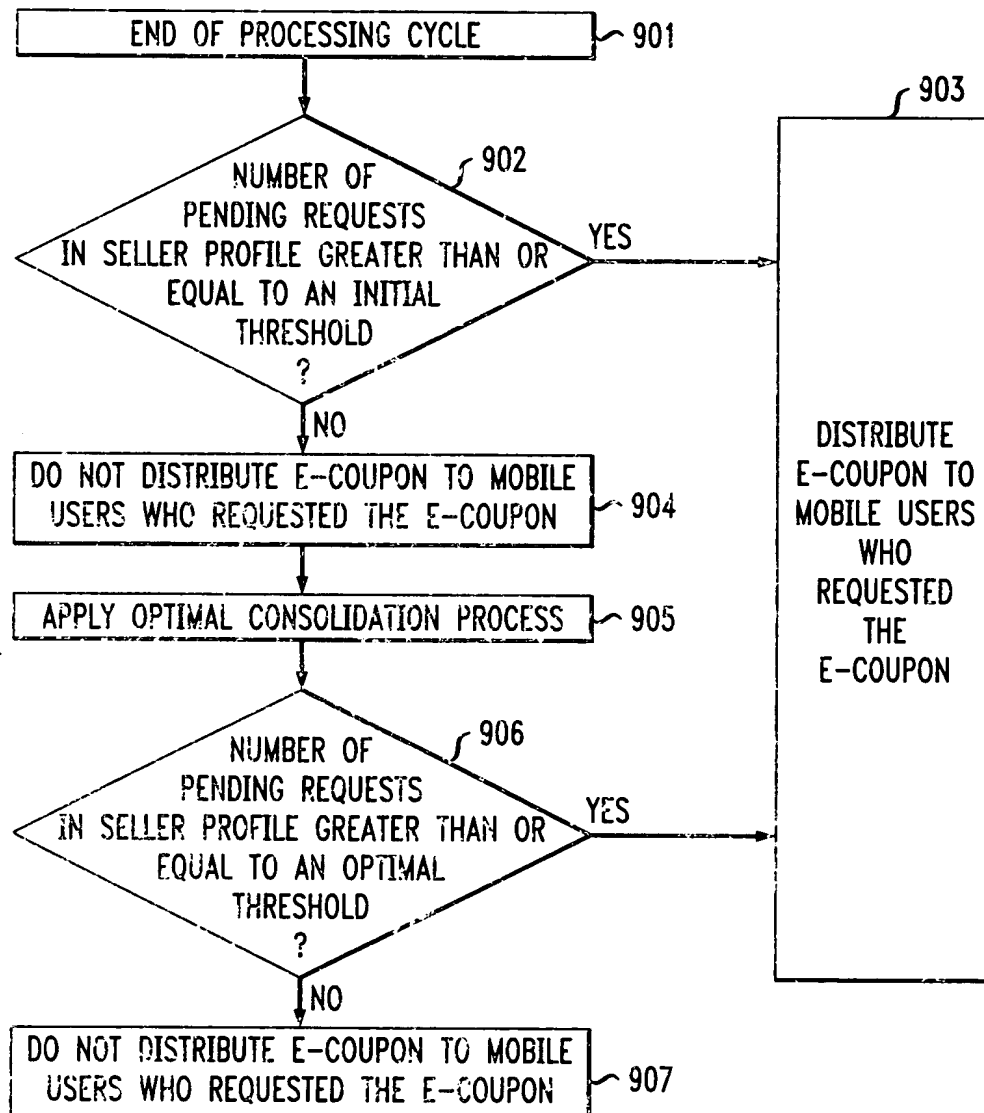 END OF PROCESSING CYCLE
901
903
902
NUMBER OF
PENDING REQUESTS
IN SELLER PROFILE GREATER THAN OR
EQUAL TO AN INITIAL
THRESHOLD
?
YES
NO
DO NOT DISTRIBUTE E-COUPON TO MOBILE
USERS WHO REQUESTED THE E-COUPON
904
DISTRIBUTE
E-COUPON TO
MOBILE USERS
WHO
REQUESTED
THE
E-COUPON
APPLY OPTIMAL CONSOLIDATION PROCESS
905
906
NUMBER OF
PENDING REQUESTS
IN SELLER PROFILE GREATER THAN OR
EQUAL TO AN OPTIMAL
THRESHOLD
?
YES
NO
DO NOT DISTRIBUTE E-COUPON TO MOBILE
USERS WHO REQUESTED THE E-COUPON
907